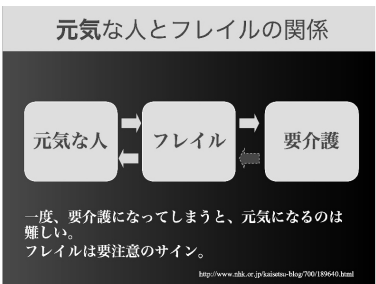 元気な人とフレイルの関係
元気な人
フレイル
要介護
一度、要介護になってしまうと、元気になるのは
難しい。
フレイルは要注意のサイン。
http://www.nhk.or.jp/kaisetsu-blog/700/189640.html